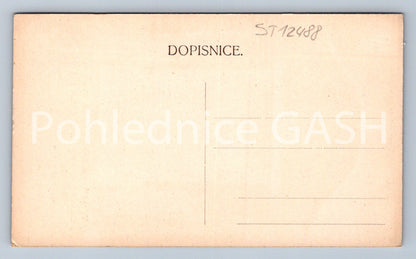 ST12488
DOPISNICE.
Pohlednice GASH